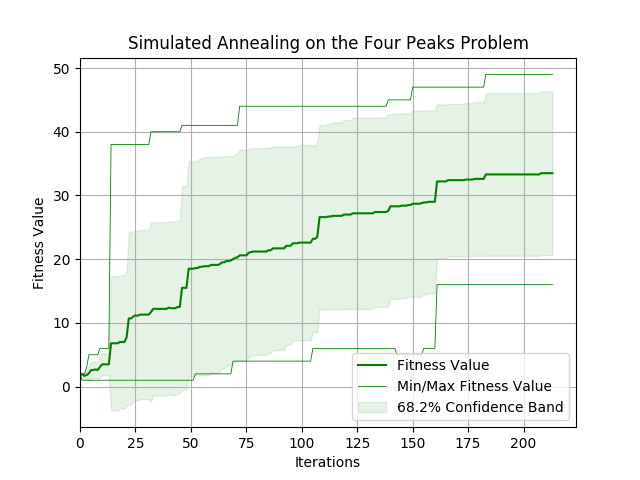 Simulated Annealing on the Four Peaks Problem
50
40
30
20
10
0
Fitness Value
0 25 50 75 100 125 150 175 200
Iterations
Fitness Value
Min/Max Fitness Value
68.2% Confidence Band